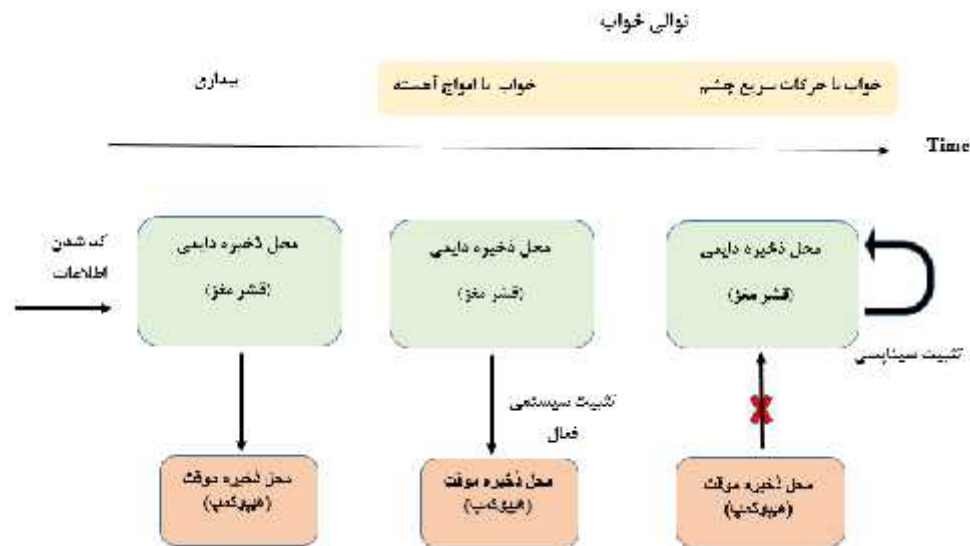 توالی خواب
بیداری
خواب با امواج آهسته
خواب با حرکات سریع چشم
Time
کد شدن
اطلاعات
محل ذخیره دایمی
(قشر مغز)
محل ذخیره دایمی
(قشر مغز)
محل ذخیره دایمی
(قشر مغز)
تثبیت سیناپسی
تثبیت سیستمی
فعال
محل ذخیره موقت
(هیپوکمپ)
محل ذخیره موقت
(هیپوکمپ)
محل ذخیره موقت
(هیپوکمپ)